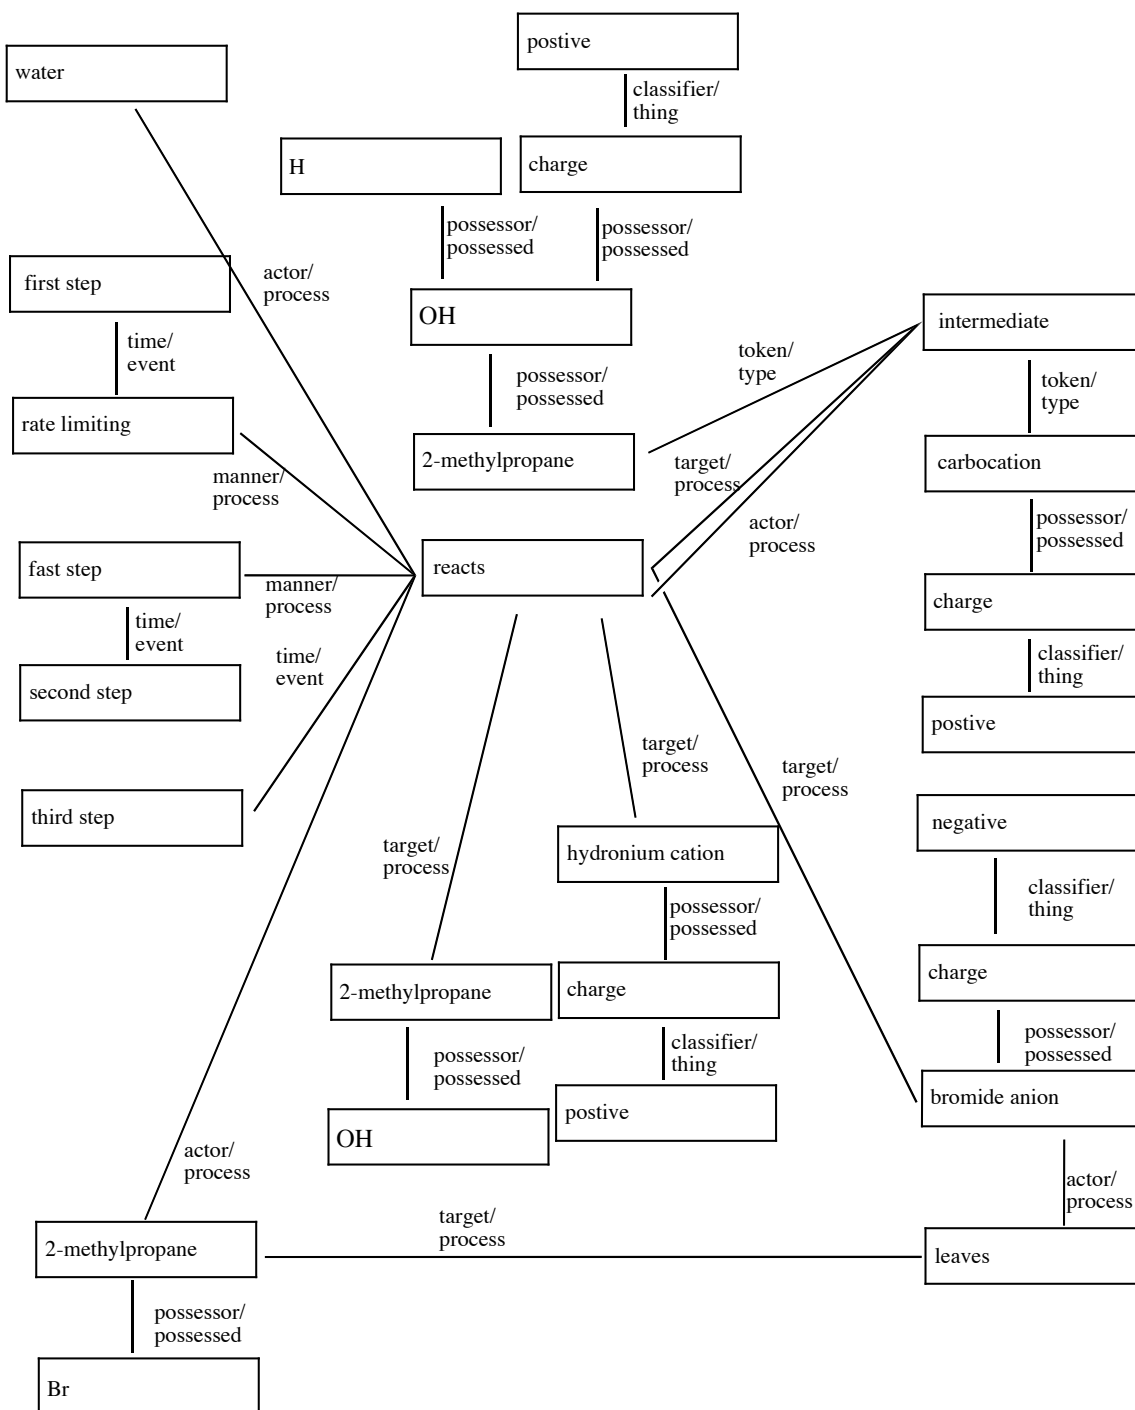 postive
water
classifier/
thing
H
charge
possessor/
possessed
possessor/
possessed
first step
actor/
process
OH
intermediate
time/
event
token/
type
possessor/
possessed
token/
type
rate limiting
2-methylpropane
carbocation
manner/
process
target/
process
actor/
process
possessor/
possessed
fast step
reacts
manner/
process
charge
time/
event
time/
event
classifier/
thing
second step
postive
target/
process
target/
process
third step
negative
target/
process
hydronium cation
classifier/
thing
possessor/
possessed
2-methylpropane
charge
charge
possessor/
possessed
classifier/
thing
possessor/
possessed
bromide anion
postive
OH
actor/
process
actor/
process
target/
process
2-methylpropane
leaves
possessor/
possessed
Br